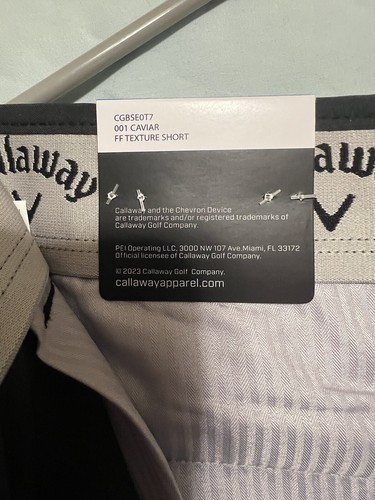 CGBSE0T7
001 CAVIAR
FF TEXTURE SHORT
allaway
aw
Callaway and the Chevron Device
are trademarks and/or registered trademarks of
Callaway Golf Company.
PEI Operating LLC, 3000 NW 107 Ave.Miami, FL 33172
Official licensee of Callaway Golf Company.
© 2023 Callaway Golf Company.
callawayapparel.com